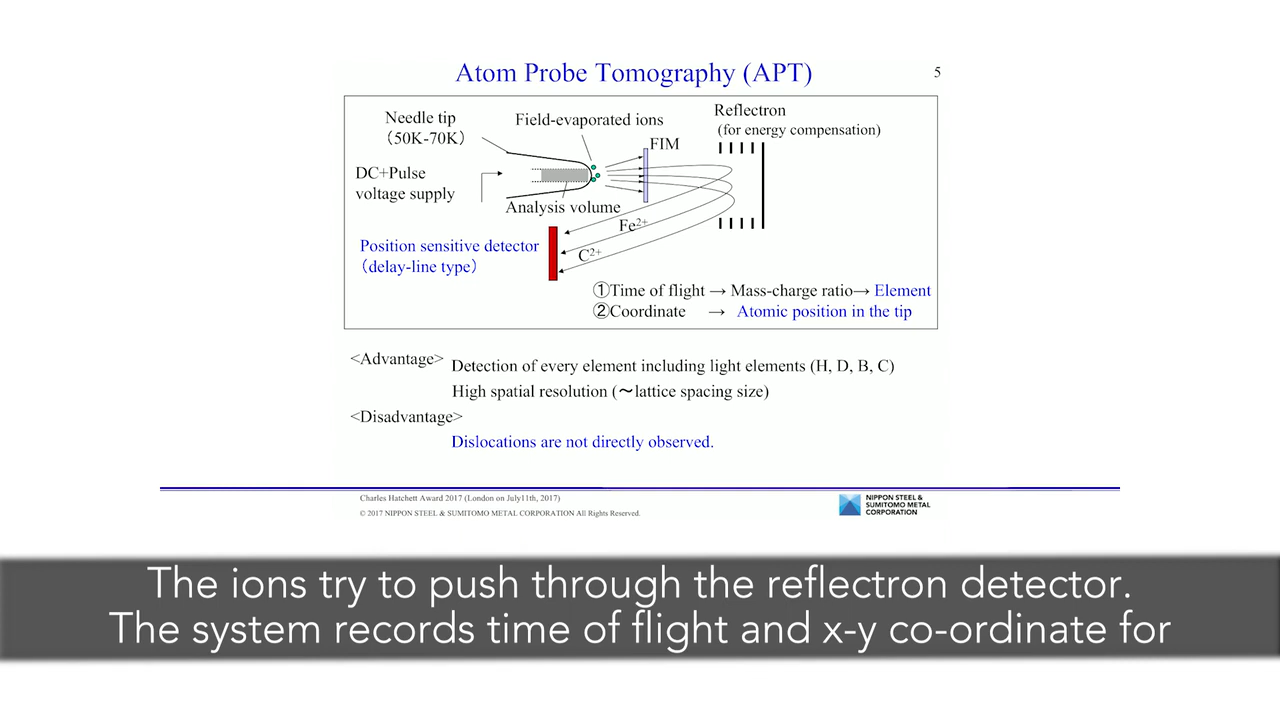 Atom Probe Tomography (APT)
5
Needle tip
（50K-70K）
Field-evaporated ions
FIM
Reflectron
(for energy compensation)
DC+Pulse
voltage supply
Analysis volume
Fe²⁺
C²⁺
Position sensitive detector
（delay-line type）
①Time of flight → Mass-charge ratio→ Element
②Coordinate → Atomic position in the tip
<Advantage> Detection of every element including light elements (H, D, B, C)
High spatial resolution (～lattice spacing size)
<Disadvantage>
Dislocations are not directly observed.
Charles Hatchett Award 2017 (London on July11th, 2017)
© 2017 NIPPON STEEL & SUMITOMO METAL CORPORATION All Rights Reserved.
NIPPON STEEL &
SUMITOMO METAL
CORPORATION
The ions try to push through the reflectron detector.
The system records time of flight and x-y co-ordinate for